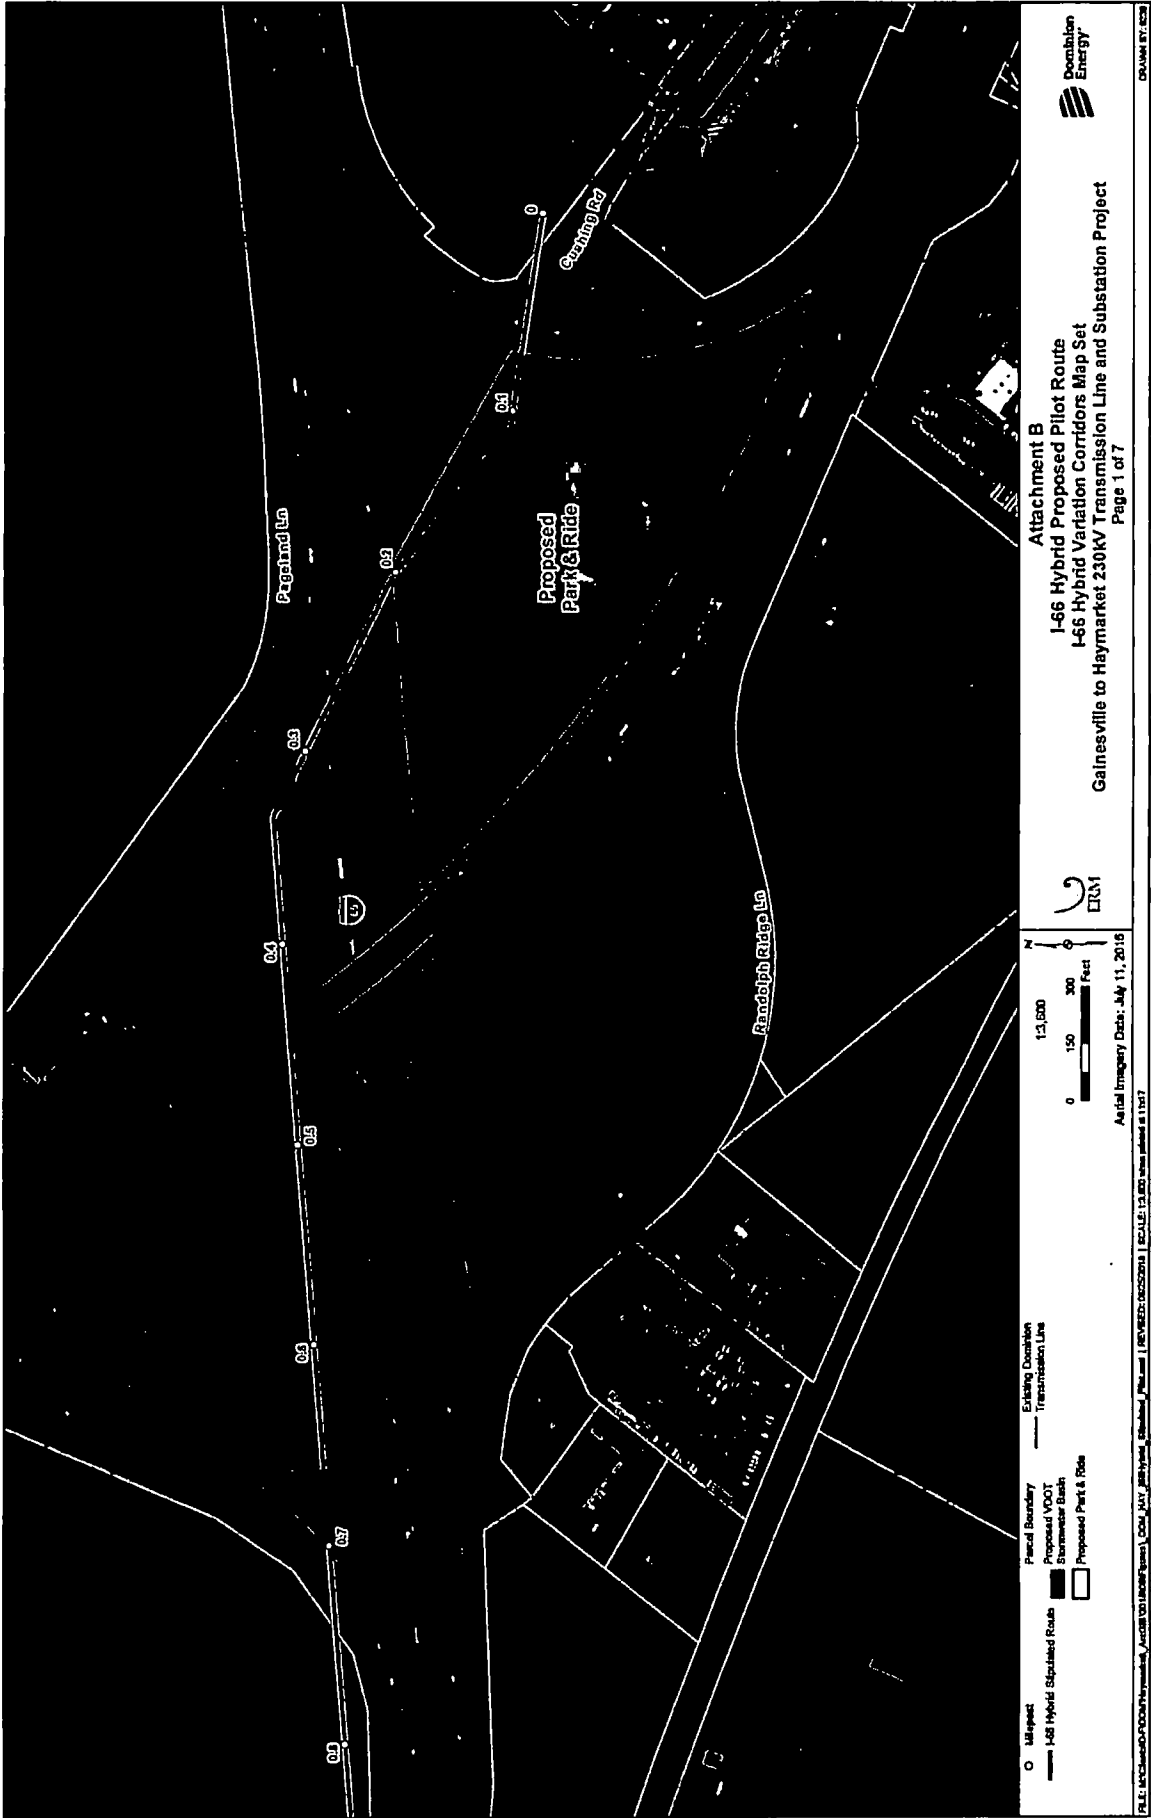 Pageland Ln
Cushing Rd
0
0.1
0.2
0.3
0.4
0.5
0.6
0.7
0.8
Proposed
Park & Ride
Randolph Ridge Ln
Milepost
I-66 Hybrid Stipulated Route
Parcel Boundary
Proposed VDOT
Stormwater Basin
Proposed Park & Ride
Existing Dominion
Transmission Line
1:3,600
N
0 150 300
Feet
Aerial Imagery Date: July 11, 2016
ERM
Attachment B
I-66 Hybrid Proposed Pilot Route
I-66 Hybrid Variation Corridors Map Set
Gainesville to Haymarket 230kV Transmission Line and Substation Project
Page 1 of 7
Dominion
Energy
DRAWN BY: